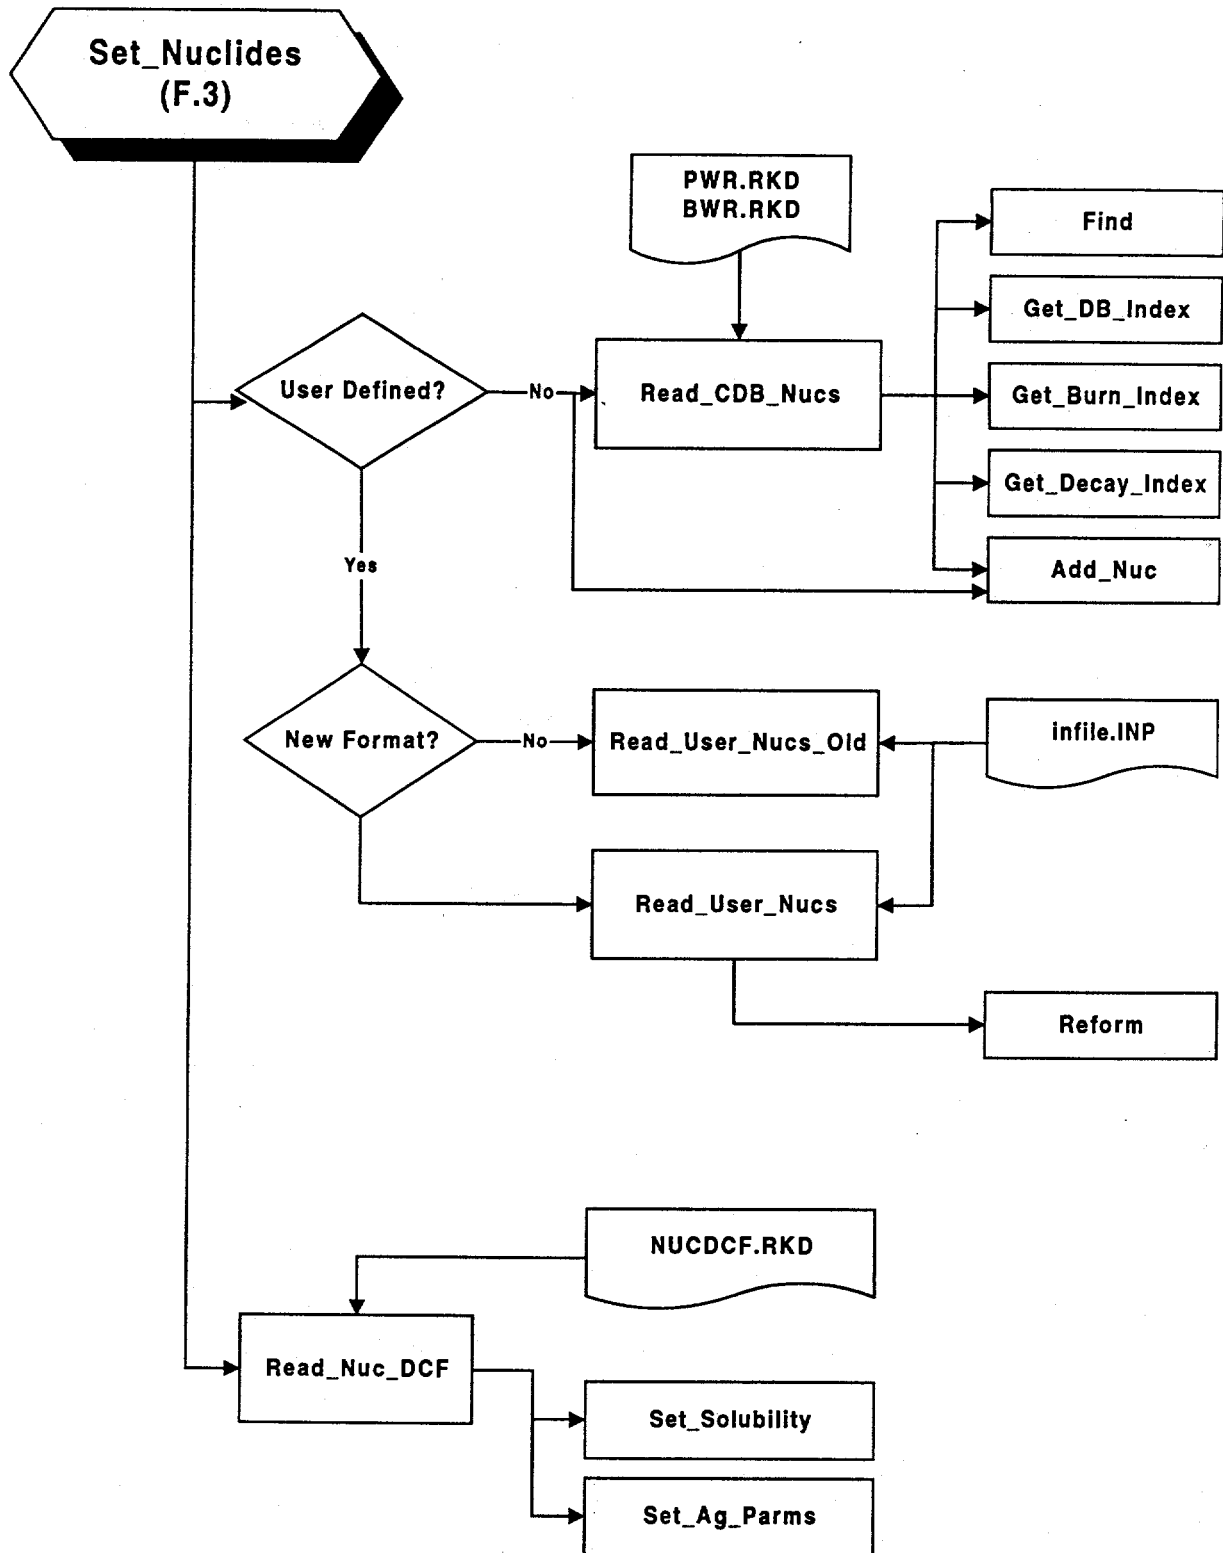 Set_Nuclides
(F.3)
PWR.RKD
BWR.RKD
Find
Get_DB_Index
User Defined?
No
Read_CDB_Nucs
Get_Burn_Index
Get_Decay_Index
Yes
Add_Nuc
New Format?
No
Read_User_Nucs_Old
infile.INP
Read_User_Nucs
Reform
NUCDCF.RKD
Read_Nuc_DCF
Set_Solubility
Set_Ag_Parms